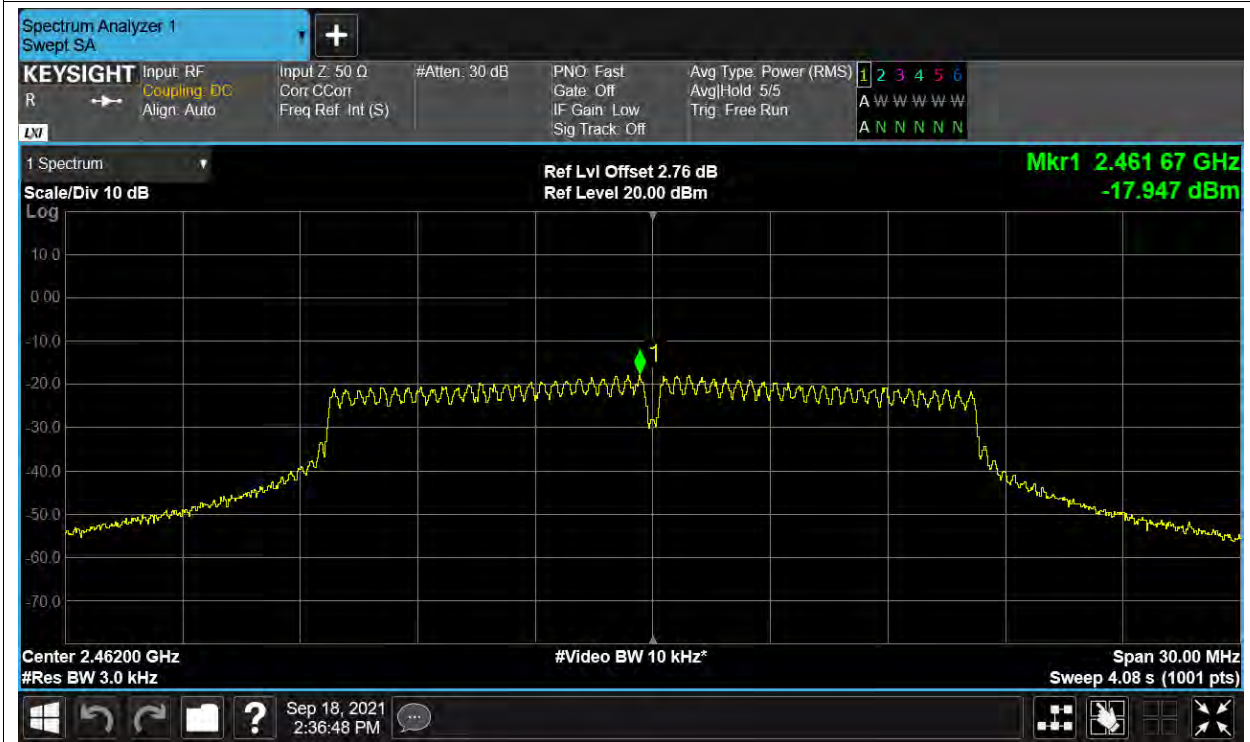 Spectrum Analyzer 1
Swept SA
KEYSIGHT
R
LXI
Input: RF
Coupling: DC
Align: Auto
Input Z: 50 Ω
Corr CCorr
Freq Ref: Int (S)
#Atten: 30 dB
PNO: Fast
Gate: Off
IF Gain: Low
Sig Track: Off
Avg Type: Power (RMS)
Avg|Hold: 5/5
Trig: Free Run
1 2 3 4 5 6
A W W W W W
A N N N N N
1 Spectrum
Scale/Div 10 dB
Ref Lvl Offset 2.76 dB
Ref Level 20.00 dBm
Mkr1 2.461 67 GHz
-17.947 dBm
Log
10.0
0.00
-10.0
-20.0
-30.0
-40.0
-50.0
-60.0
-70.0
1
Center 2.46200 GHz
#Res BW 3.0 kHz
#Video BW 10 kHz*
Span 30.00 MHz
Sweep 4.08 s (1001 pts)
?
Sep 18, 2021
2:36:48 PM